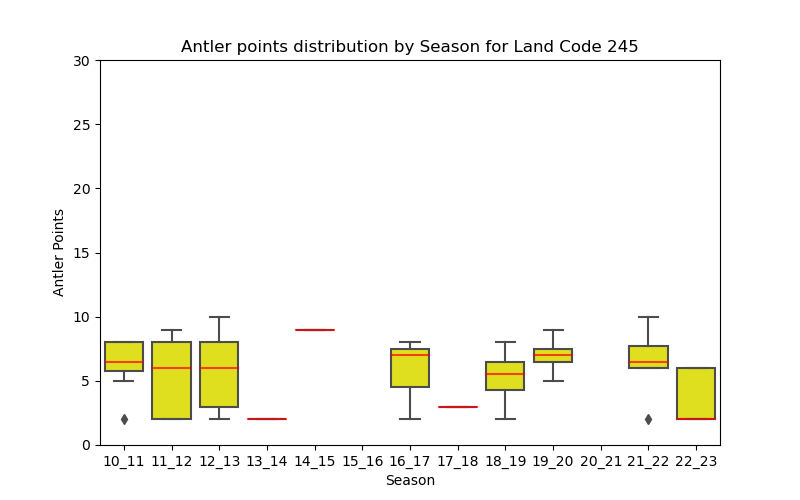 Antler points distribution by Season for Land Code 245
30
25
20
15
10
5
0
Antler Points
10_11 11_12 12_13 13_14 14_15 15_16 16_17 17_18 18_19 19_20 20_21 21_22 22_23
Season